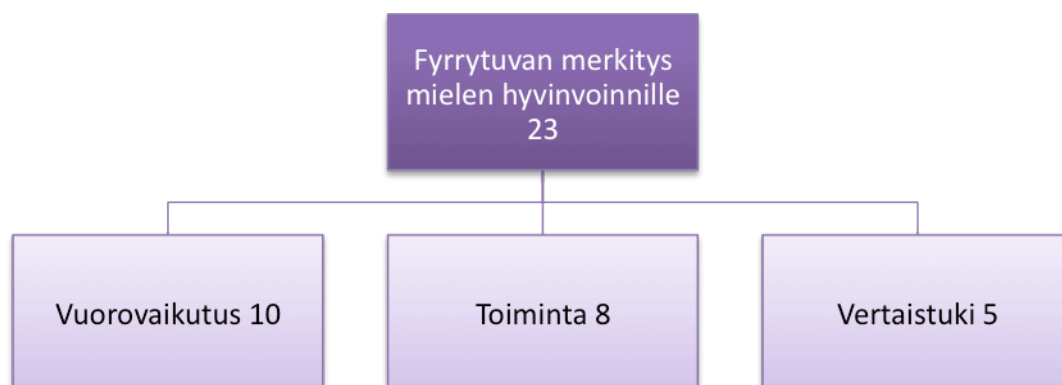 Fyrrytuvan merkitys
mielen hyvinvoinnille
23
Vuorovaikutus 10
Toiminta 8
Vertaistuki 5